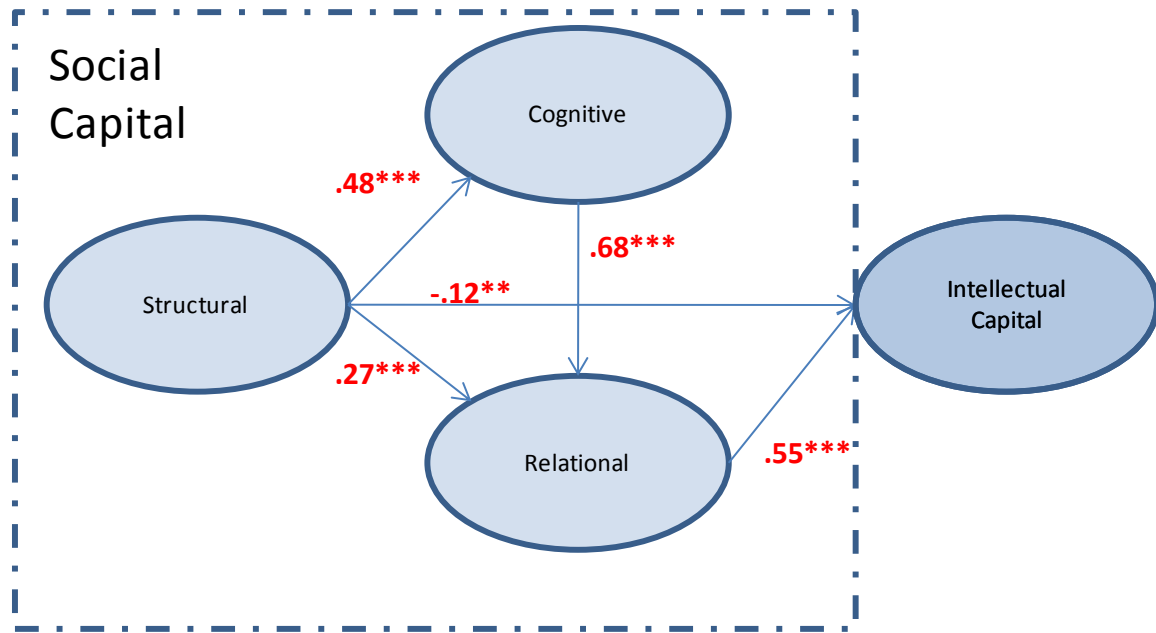 Social
Capital
Cognitive
.48***
.68***
Structural
-.12**
Intellectual
Capital
.27***
Relational
.55***